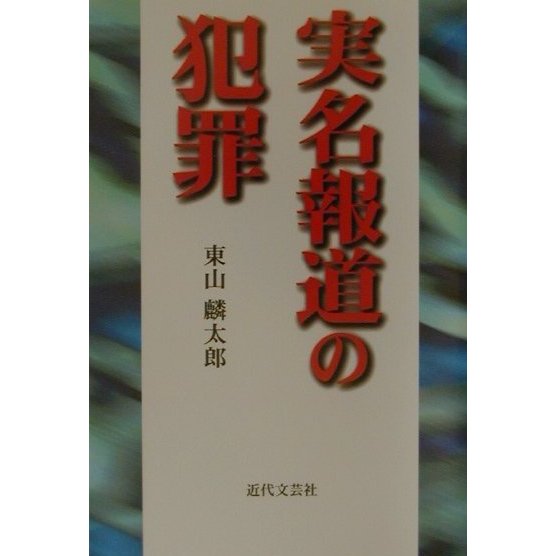 実名報道の
犯罪
東山 麟太郎
近代文芸社